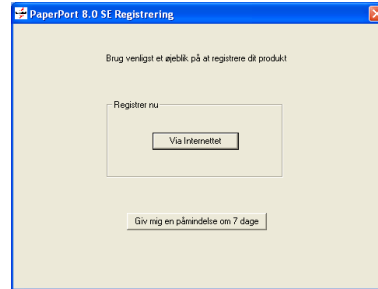 PaperPort 8.0 SE Registrering
Brug venligst et øjeblik på at registrere dit produkt
Registrer nu
Via Internettet
Giv mig en påmindelse om 7 dage